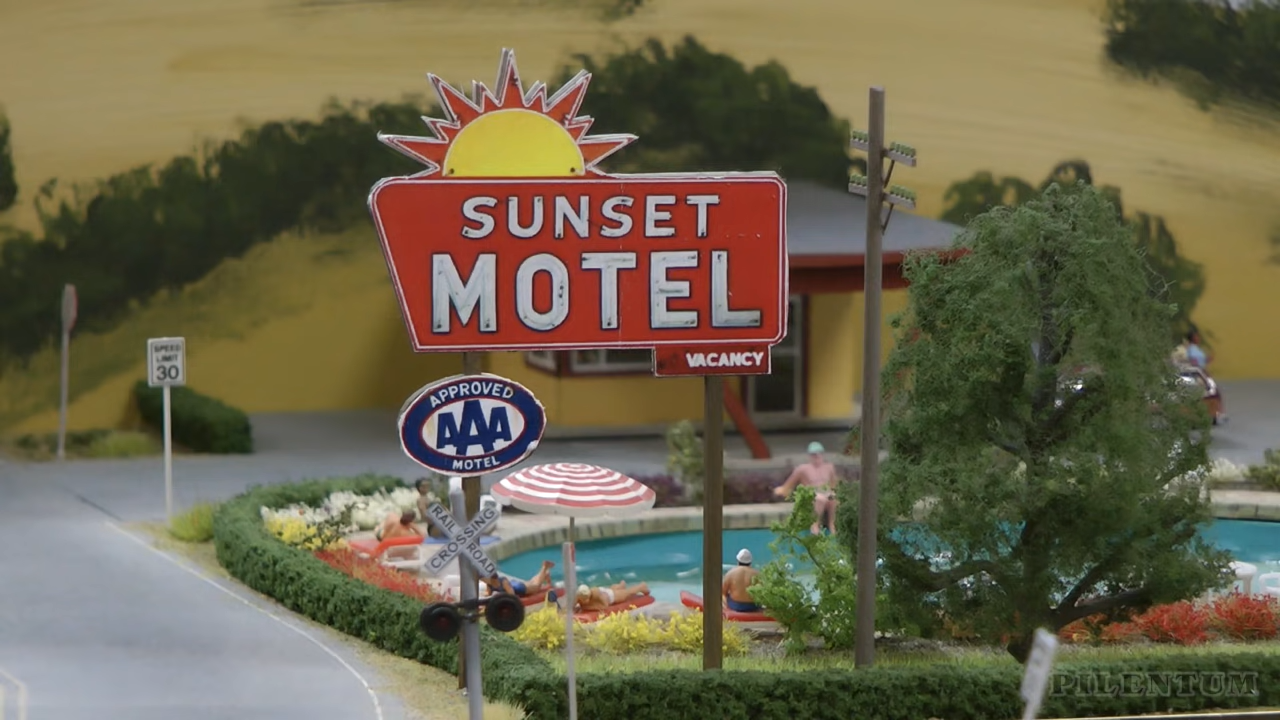 SUNSET
MOTEL
VACANCY
SPEED
LIMIT
30
APPROVED
AAA
MOTEL
RAILROAD
CROSSING
PILENTUM